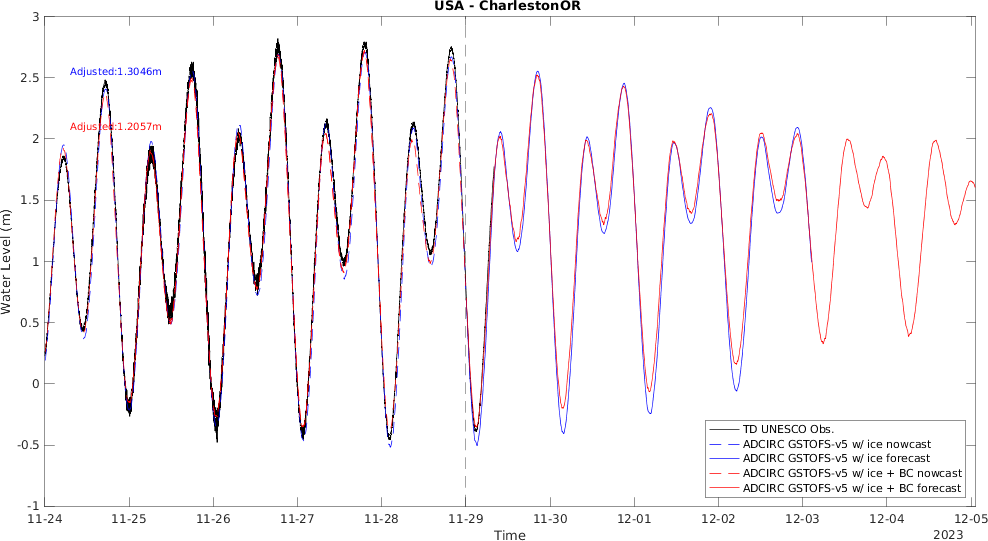 USA - CharlestonOR
3
2.5
2
1.5
1
0.5
0
-0.5
-1
Water Level (m)
Adjusted:1.3046m
Adjusted:1.2057m
TD UNESCO Obs.
ADCIRC GSTOFS-v5 w/ ice nowcast
ADCIRC GSTOFS-v5 w/ ice forecast
ADCIRC GSTOFS-v5 w/ ice + BC nowcast
ADCIRC GSTOFS-v5 w/ ice + BC forecast
11-24 11-25 11-26 11-27 11-28 11-29 11-30 12-01 12-02 12-03 12-04 12-05
Time
2023